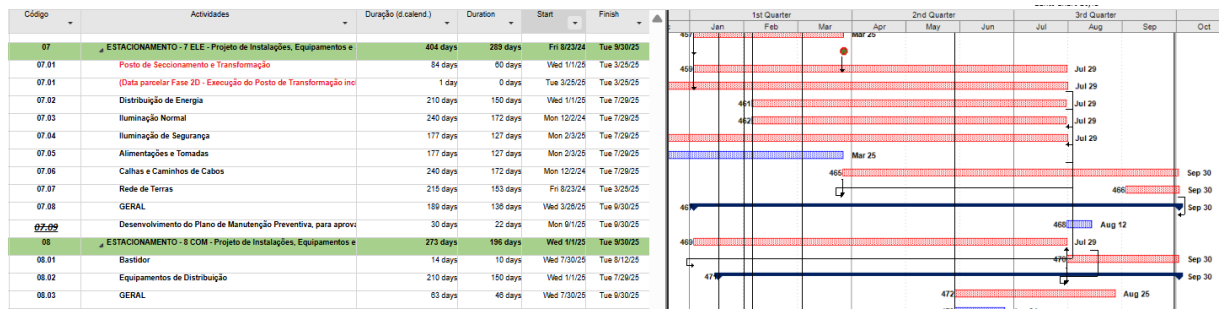 Código Actividades Duração (d.calend.) Duration Start Finish
07 ESTACIONAMENTO - 7 ELE - Projeto de Instalações, Equipamentos e 404 days 289 days Fri 8/23/24 Tue 9/30/25
07.01 Posto de Seccionamento e Transformação 84 days 60 days Wed 1/1/25 Tue 3/25/25
07.01 (Data parcelar Fase 2D - Execução do Posto de Transformação inc 1 day 0 days Tue 3/25/25 Tue 3/25/25
07.02 Distribuição de Energia 210 days 150 days Wed 1/1/25 Tue 7/29/25
07.03 Iluminação Normal 240 days 172 days Mon 12/2/24 Tue 7/29/25
07.04 Iluminação de Segurança 177 days 127 days Mon 2/3/25 Tue 7/29/25
07.05 Alimentações e Tomadas 177 days 127 days Mon 2/3/25 Tue 7/29/25
07.06 Calhas e Caminhos de Cabos 240 days 172 days Mon 12/2/24 Tue 7/29/25
07.07 Rede de Terras 215 days 153 days Fri 8/23/24 Tue 3/25/25
07.08 GERAL 189 days 136 days Wed 3/26/25 Tue 9/30/25
07.09 Desenvolvimento do Plano de Manutenção Preventiva, para aprova 30 days 22 days Mon 9/1/25 Tue 9/30/25
08 ESTACIONAMENTO - 8 COM - Projeto de Instalações, Equipamentos e 273 days 196 days Wed 1/1/25 Tue 9/30/25
08.01 Bastidor 14 days 10 days Wed 7/30/25 Tue 8/12/25
08.02 Equipamentos de Distribuição 210 days 150 days Wed 1/1/25 Tue 7/29/25
08.03 GERAL 63 days 46 days Wed 7/30/25 Tue 9/30/25
1st Quarter 2nd Quarter 3rd Quarter
Jan Feb Mar Apr May Jun Jul Aug Sep Oct
457 Mar 25
459 Jul 29
Jul 29
461 Jul 29
462 Jul 29
Jul 29
Mar 25
465 Sep 30
466 Sep 30
467 Sep 30
468 Aug 12
469 Jul 29
470 Sep 30
471 Sep 30
472 Aug 25